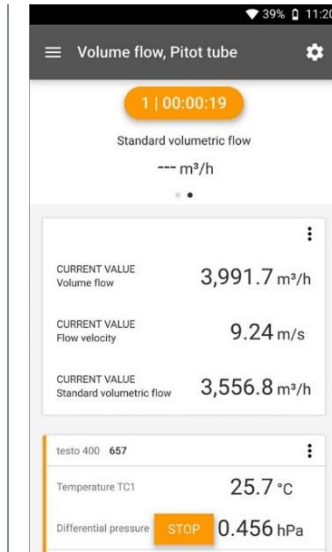 39% 11:20
Volume flow, Pitot tube
1 | 00:00:19
Standard volumetric flow
--- m³/h
CURRENT VALUE
Volume flow
3,991.7 m³/h
CURRENT VALUE
Flow velocity
9.24 m/s
CURRENT VALUE
Standard volumetric flow
3,556.8 m³/h
testo 400 657
Temperature TC1 25.7 °C
Differential pressure STOP 0.456 hPa